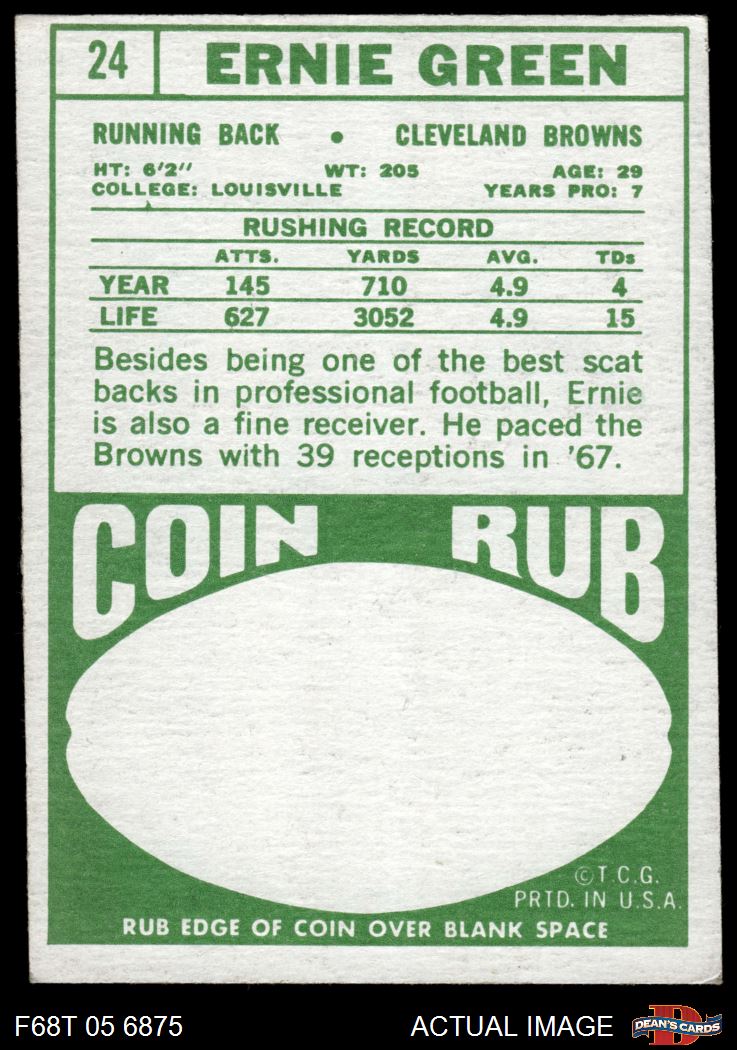 24 ERNIE GREEN
RUNNING BACK • CLEVELAND BROWNS
HT: 6'2" WT: 205 AGE: 29
COLLEGE: LOUISVILLE YEARS PRO: 7
RUSHING RECORD
ATTS. YARDS AVG. TDs
YEAR 145 710 4.9 4
LIFE 627 3052 4.9 15
Besides being one of the best scat
backs in professional football, Ernie
is also a fine receiver. He paced the
Browns with 39 receptions in '67.
COIN RUB
©T.C.G.
PRTD. IN U.S.A.
RUB EDGE OF COIN OVER BLANK SPACE
F68T 05 6875 ACTUAL IMAGE DEAN'S CARDS